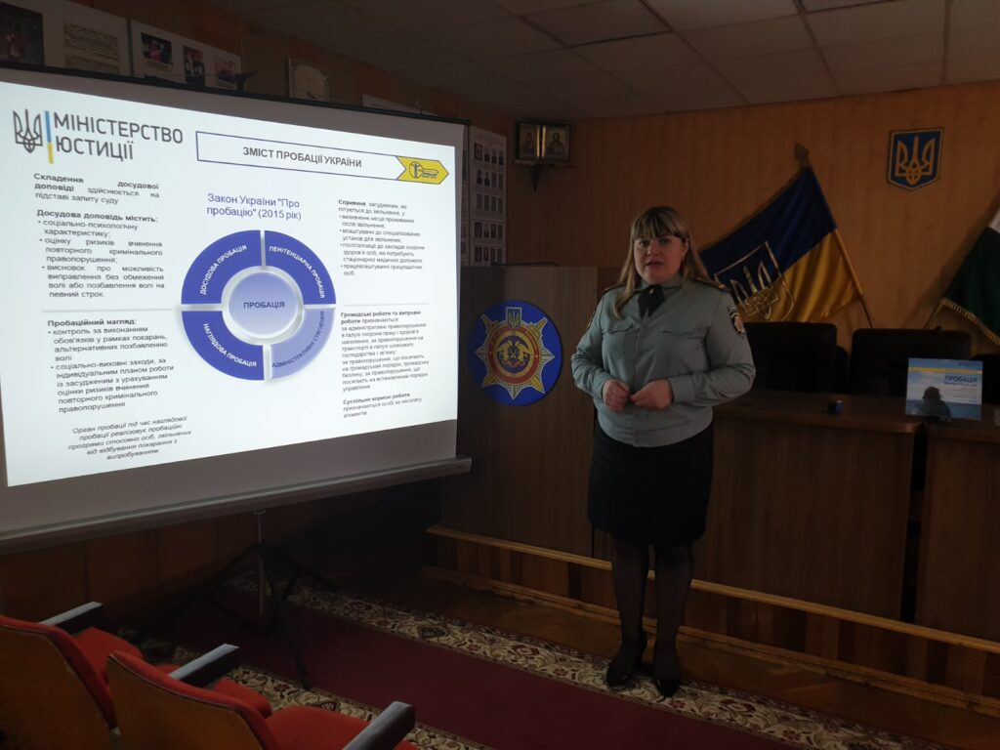 МІНІСТЕРСТВО
ЮСТИЦІЇ
ЗМІСТ ПРОБАЦІЇ УКРАЇНИ
Складення досудової
доповіді здійснюється на
підставі запиту суду
Досудова доповідь містить:
• соціально-психологічну
характеристику;
• оцінку ризиків вчинення
повторного кримінального
правопорушення;
• висновок про можливість
виправлення без обмеження
волі або позбавлення волі на
певний строк.
Пробаційний нагляд:
• контроль за виконанням
обов'язків у рамках покарань,
альтернативних позбавленню
волі
• соціально-виховні заходи, за
індивідуальним планом роботи
із засудженим з урахуванням
оцінки ризиків вчинення
повторного кримінального
правопорушення
Орган пробації під час наглядової
пробації реалізовує пробаційні
програми стосовно осіб, звільнених
від відбування покарання з
випробуванням.
Закон України "Про
пробацію" (2015 рік)
ДОСУДОВА ПРОБАЦІЯ
ПЕНІТЕНЦІАРНА ПРОБАЦІЯ
ПРОБАЦІЯ
НАГЛЯДОВА ПРОБАЦІЯ
АДМІНІСТРАТИВНІ СТЯГНЕННЯ
Сприяння засудженим, які
готуються до звільнення, у:
• визначенні місця проживання
після звільнення;
• влаштуванні до спеціалізованих
установ для звільнених;
• госпіталізації до закладів охорони
здоров'я осіб, які потребують
стаціонарної медичної допомоги;
• працевлаштуванні працездатних
осіб.
Громадські роботи та виправні
роботи призначаються
за адміністративні правопорушення
в галузі охорони праці і здоров'я
населення; за правопорушення на
транспорті в галузі шляхового
господарства і зв'язку;
за правопорушення, що посягають
на громадський порядок, громадську
безпеку; за правопорушення, що
посягають на встановлений порядок
управління.
Суспільно корисні роботи
призначаються особі за несплату
аліментів.
ПРОБАЦІЯ